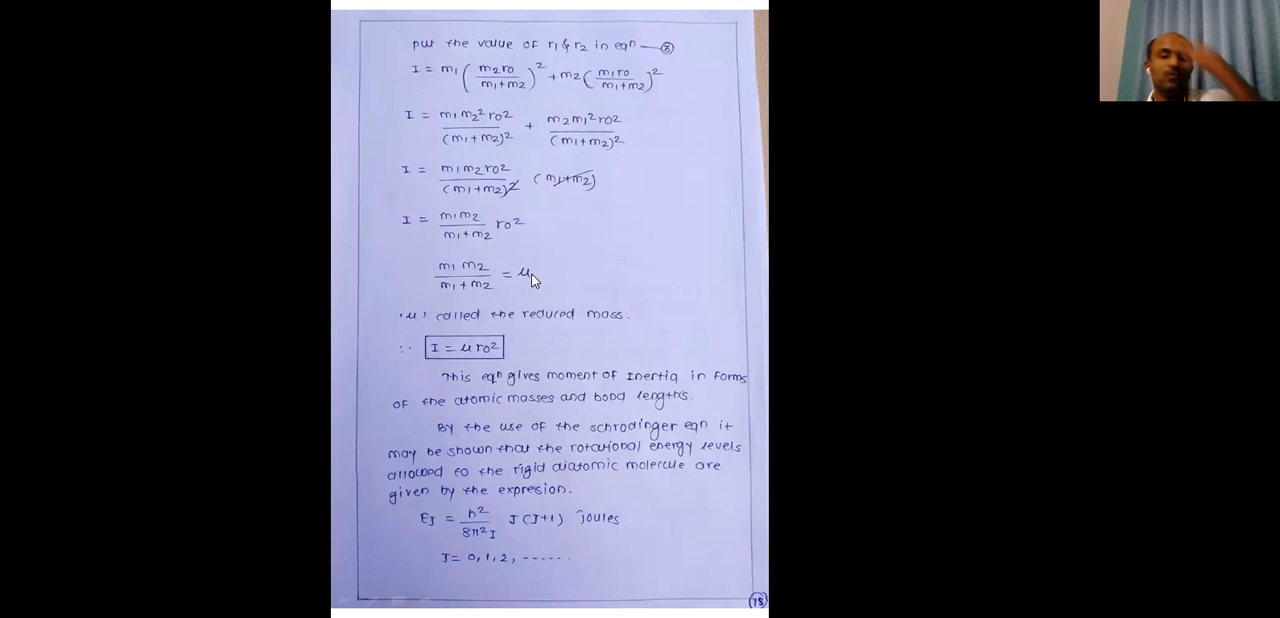 put the value of r1 & r2 in eqn — ⑧
I = m1 ( m2r0 / m1+m2 )² + m2 ( m1r0 / m1+m2 )²
I = m1m2²r0² / (m1+m2)² + m2m1²r0² / (m1+m2)²
I = m1m2r0² / (m1+m2)² (m1+m2)
I = m1m2 / m1+m2 r0²
m1 m2 / m1+m2 = μ
'μ' called the reduced mass.
∵ I = μr0²
This eqn gives moment of Inertia in forms
of the atomic masses and bond lengths.
By the use of the schrodinger eqn it
may be shown that the rotational energy levels
allowed to the rigid diatomic molecule are
given by the expresion.
EJ = h² / 8π²I J(J+1) joules
J = 0, 1, 2, ------
18